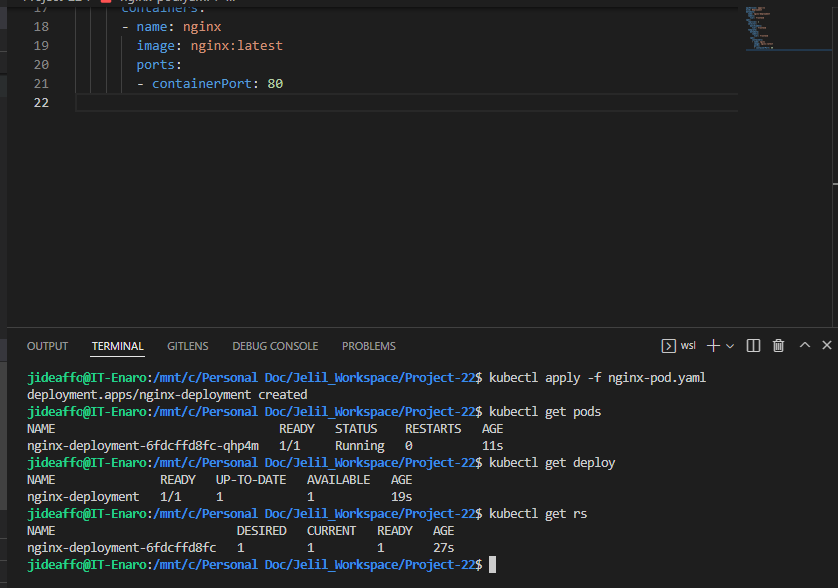 17 containers:
18 - name: nginx
19 image: nginx:latest
20 ports:
21 - containerPort: 80
22
OUTPUT TERMINAL GITLENS DEBUG CONSOLE PROBLEMS wsl
jideaffo@IT-Enaro:/mnt/c/Personal Doc/Jelil_Workspace/Project-22$ kubectl apply -f nginx-pod.yaml
deployment.apps/nginx-deployment created
jideaffo@IT-Enaro:/mnt/c/Personal Doc/Jelil_Workspace/Project-22$ kubectl get pods
NAME READY STATUS RESTARTS AGE
nginx-deployment-6fdcffd8fc-qhp4m 1/1 Running 0 11s
jideaffo@IT-Enaro:/mnt/c/Personal Doc/Jelil_Workspace/Project-22$ kubectl get deploy
NAME READY UP-TO-DATE AVAILABLE AGE
nginx-deployment 1/1 1 1 19s
jideaffo@IT-Enaro:/mnt/c/Personal Doc/Jelil_Workspace/Project-22$ kubectl get rs
NAME DESIRED CURRENT READY AGE
nginx-deployment-6fdcffd8fc 1 1 1 27s
jideaffo@IT-Enaro:/mnt/c/Personal Doc/Jelil_Workspace/Project-22$